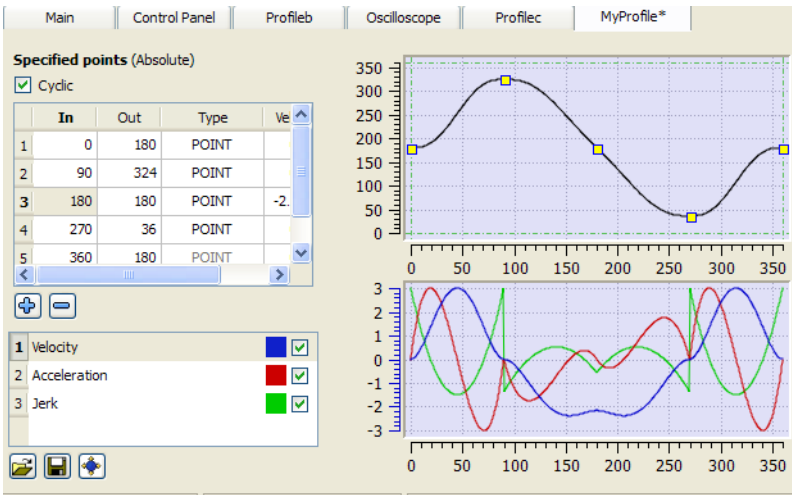 Main Control Panel Profileb Oscilloscope Profilec MyProfile*
Specified points (Absolute)
Cyclic
In Out Type Ve
1 0 180 POINT
2 90 324 POINT
3 180 180 POINT -2.
4 270 36 POINT
5 360 180 POINT
1 Velocity
2 Acceleration
3 Jerk
350
300
250
200
150
100
50
0
0 50 100 150 200 250 300 350
3
2
1
0
-1
-2
-3
0 50 100 150 200 250 300 350